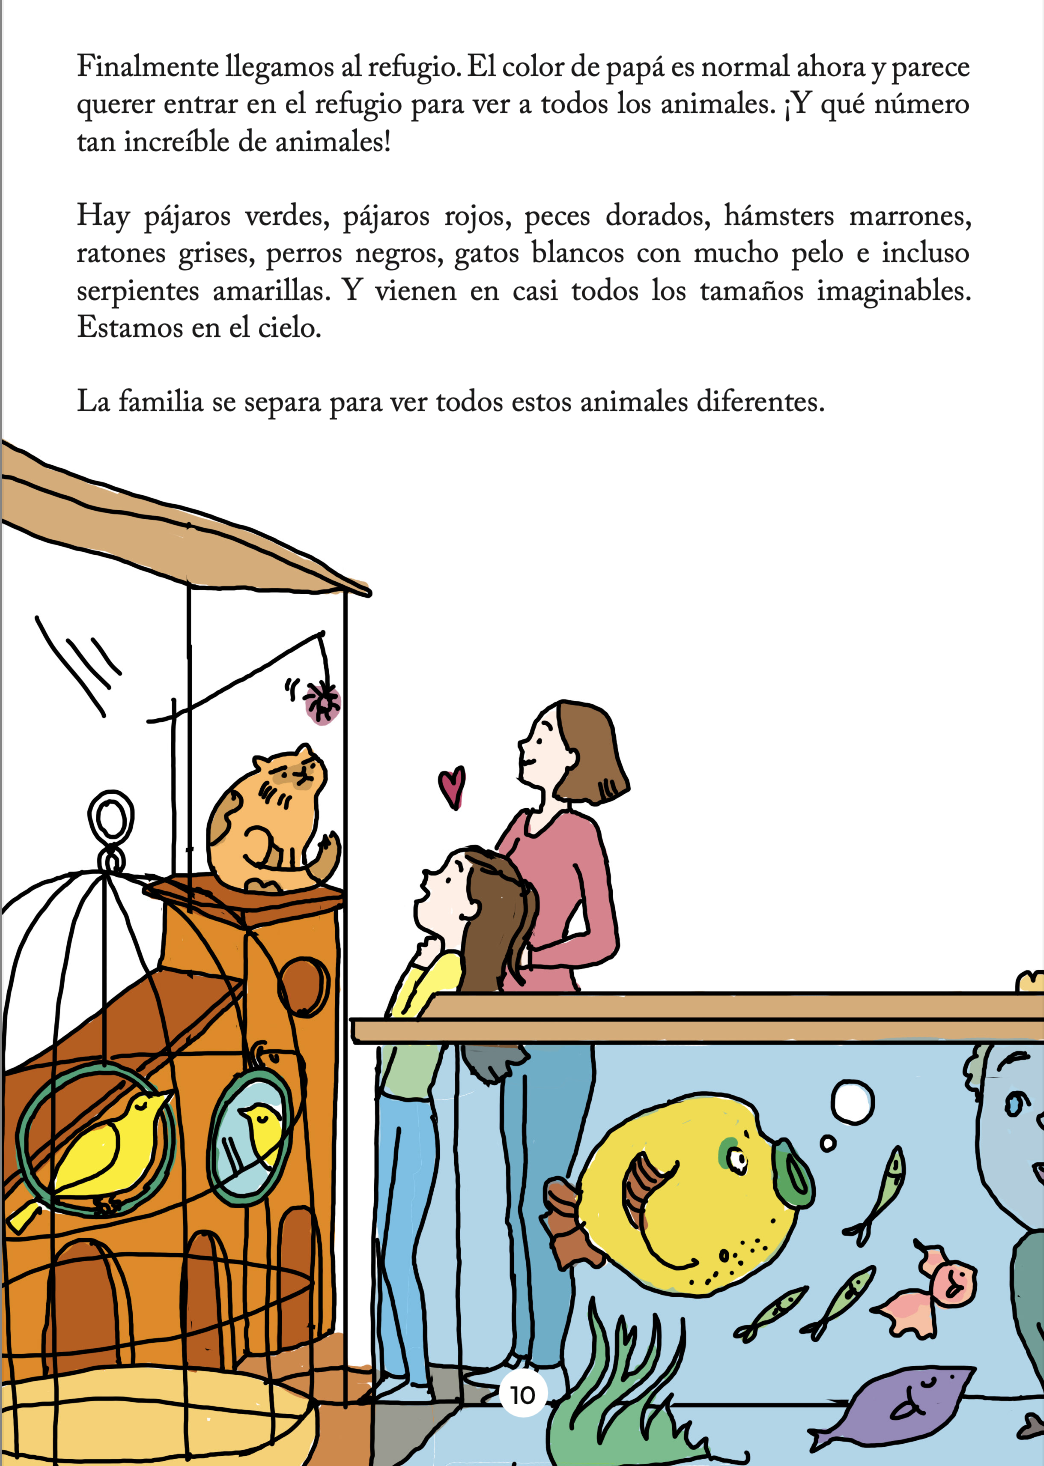 Finalmente llegamos al refugio. El color de papá es normal ahora y parece
querer entrar en el refugio para ver a todos los animales. ¡Y qué número
tan increíble de animales!
Hay pájaros verdes, pájaros rojos, peces dorados, hámsters marrones,
ratones grises, perros negros, gatos blancos con mucho pelo e incluso
serpientes amarillas. Y vienen en casi todos los tamaños imaginables.
Estamos en el cielo.
La familia se separa para ver todos estos animales diferentes.
10